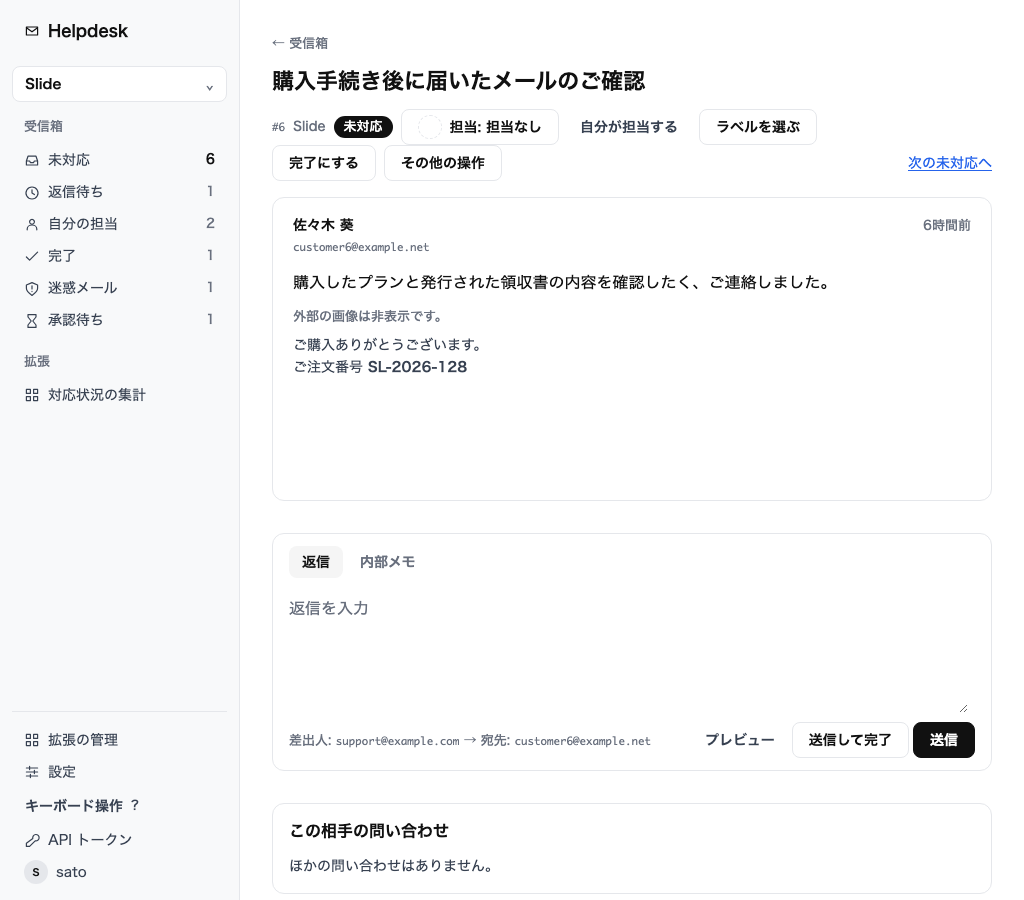 Helpdesk
Slide
受信箱
未対応 6
返信待ち 1
自分の担当 2
完了 1
迷惑メール 1
承認待ち 1
拡張
対応状況の集計
拡張の管理
設定
キーボード操作 ?
API トークン
S sato
← 受信箱
購入手続き後に届いたメールのご確認
#6 Slide 未対応 担当: 担当なし 自分が担当する ラベルを選ぶ
完了にする その他の操作 次の未対応へ
佐々木 葵 6時間前
customer6@example.net
購入したプランと発行された領収書の内容を確認したく、ご連絡しました。
外部の画像は非表示です。
ご購入ありがとうございます。
ご注文番号 SL-2026-128
返信 内部メモ
返信を入力
差出人: support@example.com → 宛先: customer6@example.net プレビュー 送信して完了 送信
この相手の問い合わせ
ほかの問い合わせはありません。